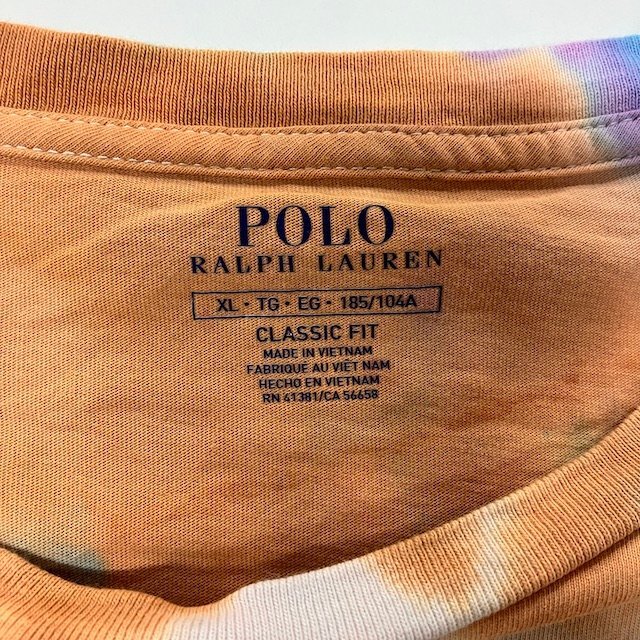 POLO
RALPH LAUREN
XL • TG • EG • 185/104A
CLASSIC FIT
MADE IN VIETNAM
FABRIQUE AU VIÊT NAM
HECHO EN VIETNAM
RN 41381/CA 56658